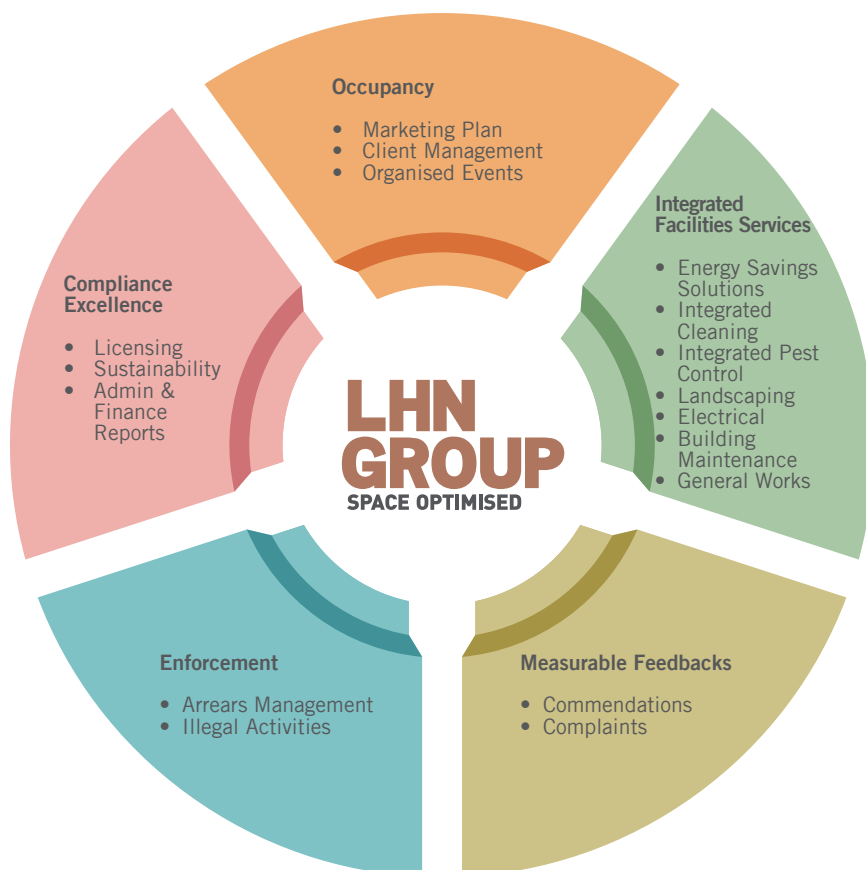 Occupancy
• Marketing Plan
• Client Management
• Organised Events
Integrated
Facilities Services
• Energy Savings
Solutions
• Integrated
Cleaning
• Integrated Pest
Control
• Landscaping
• Electrical
• Building
Maintenance
• General Works
Measurable Feedbacks
• Commendations
• Complaints
Enforcement
• Arrears Management
• Illegal Activities
Compliance
Excellence
• Licensing
• Sustainability
• Admin &
Finance
Reports
LHN
GROUP
SPACE OPTIMISED